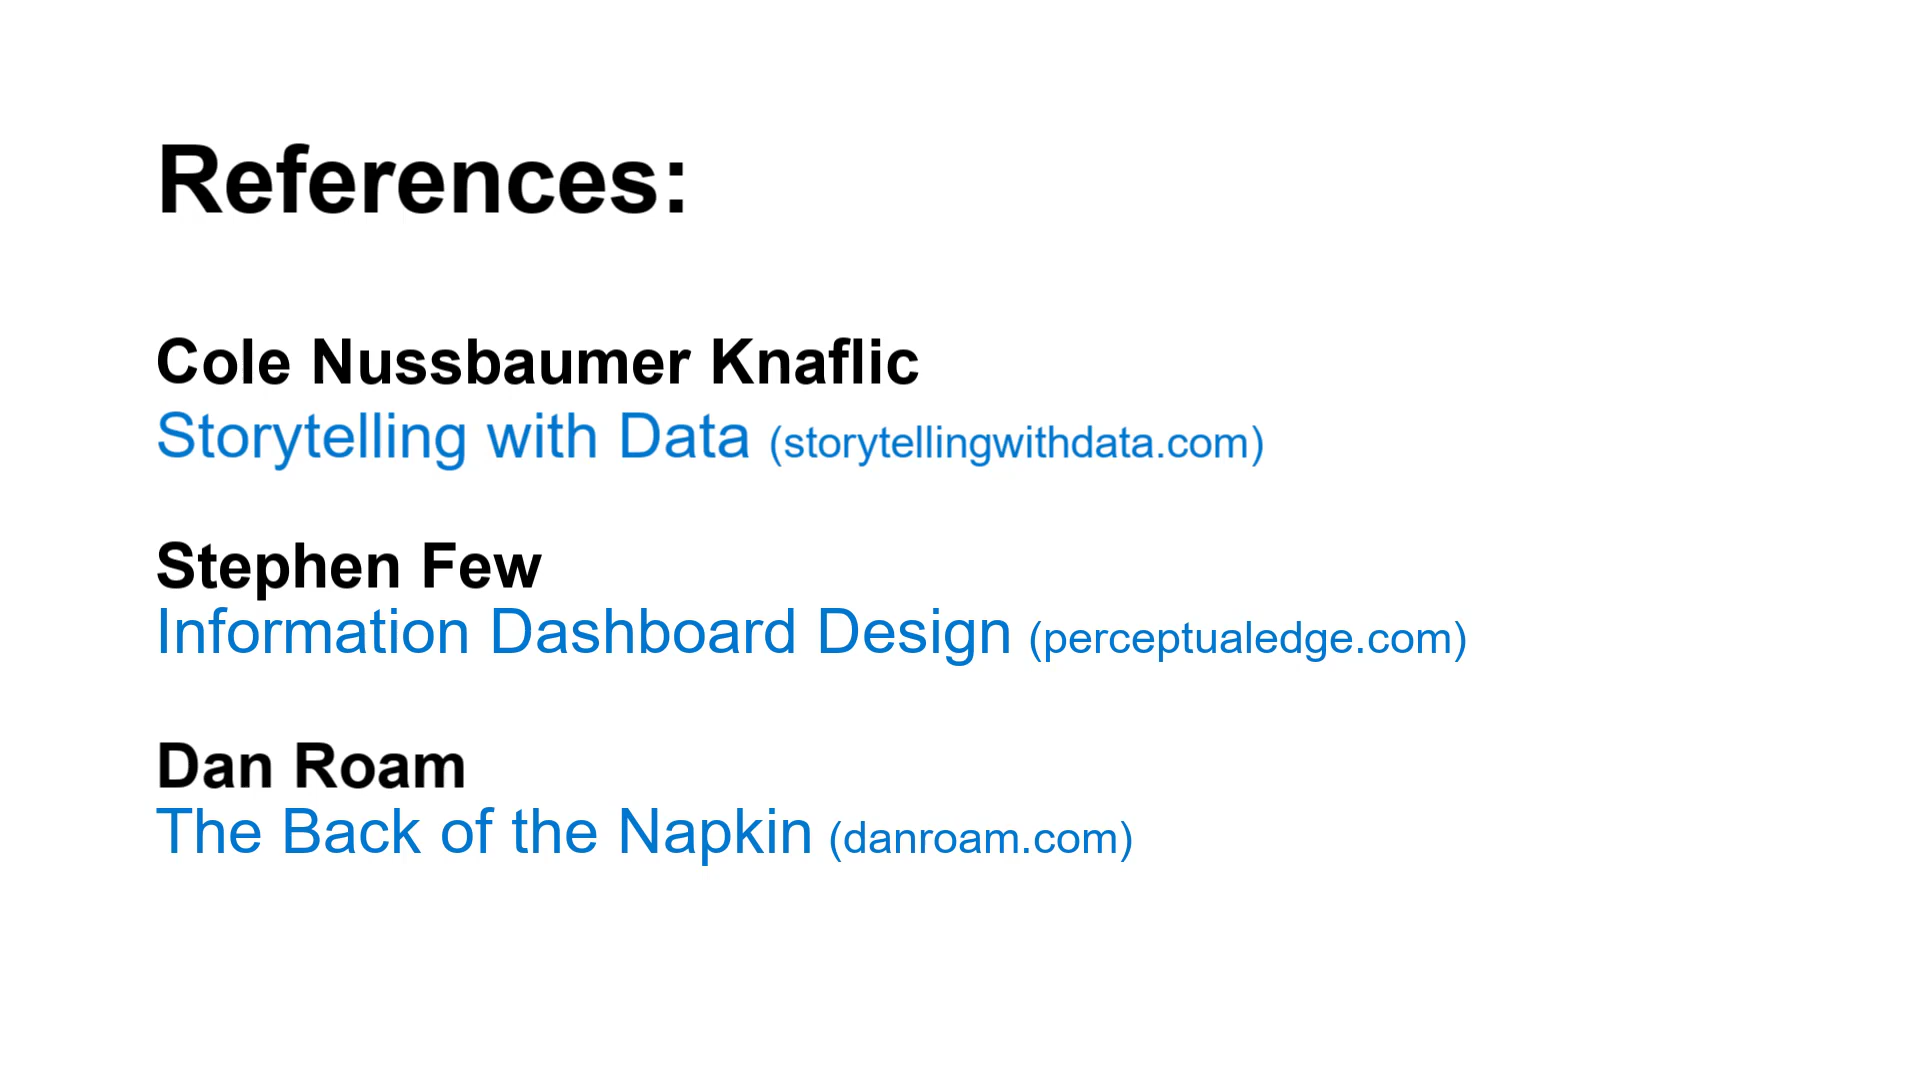 References:
Cole Nussbaumer Knaflic
Storytelling with Data (storytellingwithdata.com)
Stephen Few
Information Dashboard Design (perceptualedge.com)
Dan Roam
The Back of the Napkin (danroam.com)